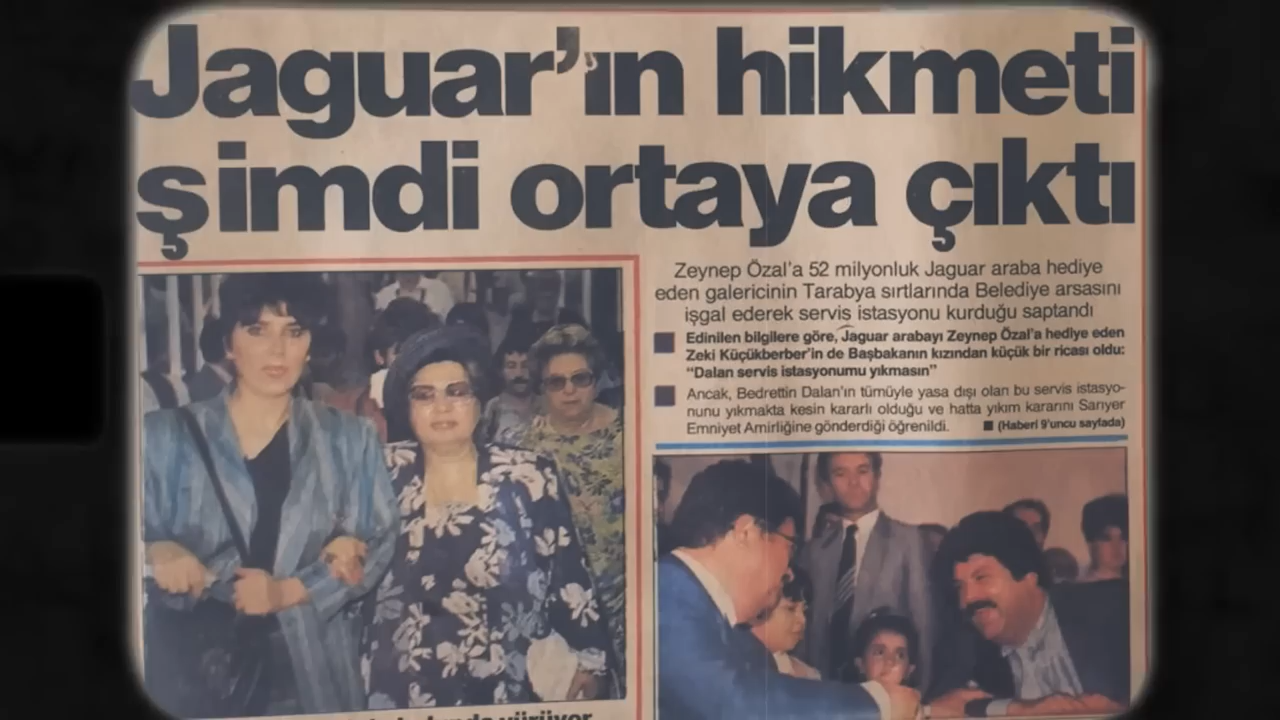 Jaguar'ın hikmeti
şimdi ortaya çıktı
Zeynep Özal'a 52 milyonluk Jaguar araba hediye
eden galericinin Tarabya sırtlarında Belediye arsasını
işgal ederek servis istasyonu kurduğu saptandı
Edinilen bilgilere göre, Jaguar arabayı Zeynep Özal'a hediye eden
Zeki Küçükberber'in de Başbakanın kızından küçük bir ricası oldu:
"Dalan servis istasyonumu yıkmasın"
Ancak, Bedrettin Dalan'ın tümüyle yasa dışı olan bu servis istasyo-
nunu yıkmakta kesin kararlı olduğu ve hatta yıkım kararını Sarıyer
Emniyet Amirliğine gönderdiği öğrenildi. ■ (Haberi 9'uncu sayfada)
yürüyor